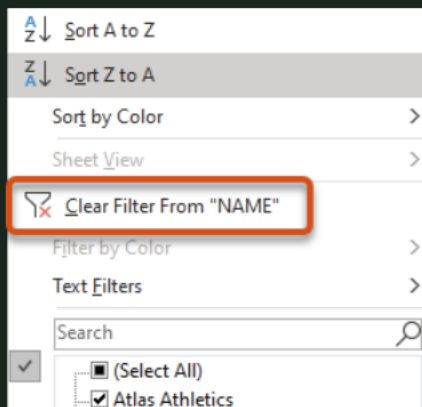 Sort A to Z
Sort Z to A
Sort by Color
Sheet View
Clear Filter From "NAME"
Filter by Color
Text Filters
Search
(Select All)
Atlas Athletics